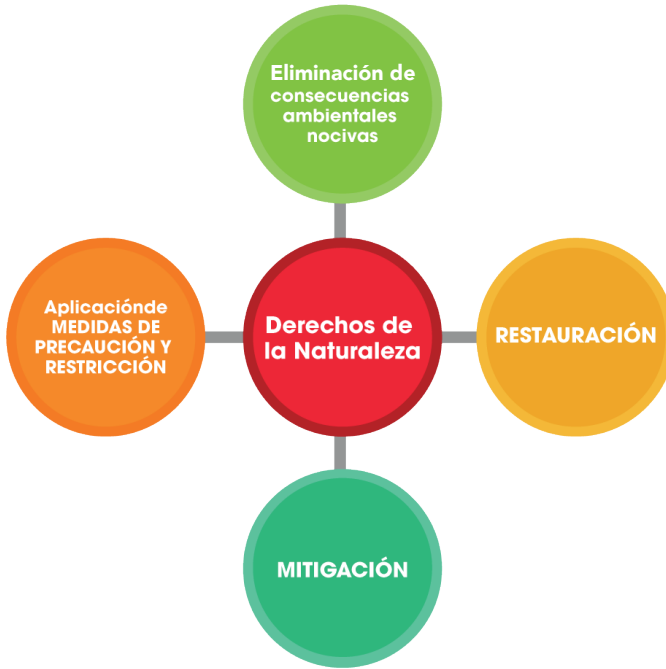 Eliminación de
consecuencias
ambientales
nocivas
Aplicaciónde
MEDIDAS DE
PRECAUCIÓN Y
RESTRICCIÓN
Derechos de
la Naturaleza
RESTAURACIÓN
MITIGACIÓN